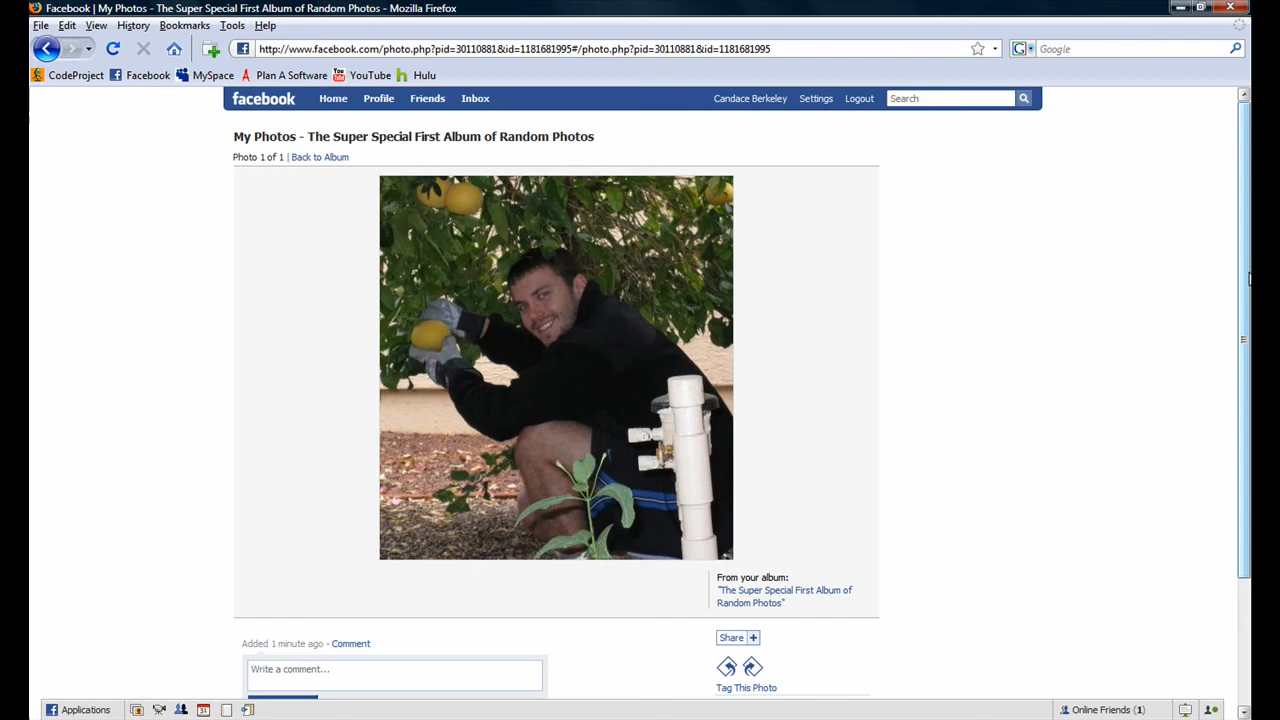 Facebook | My Photos - The Super Special First Album of Random Photos - Mozilla Firefox
File Edit View History Bookmarks Tools Help
http://www.facebook.com/photo.php?pid=30110881&id=1181681995#/photo.php?pid=30110881&id=1181681995
Google
CodeProject Facebook MySpace Plan A Software YouTube Hulu
facebook Home Profile Friends Inbox Candace Berkeley Settings Logout Search
My Photos - The Super Special First Album of Random Photos
Photo 1 of 1 | Back to Album
From your album:
"The Super Special First Album of
Random Photos"
Added 1 minute ago - Comment
Share +
Write a comment...
Tag This Photo
Applications 31 Online Friends (1)